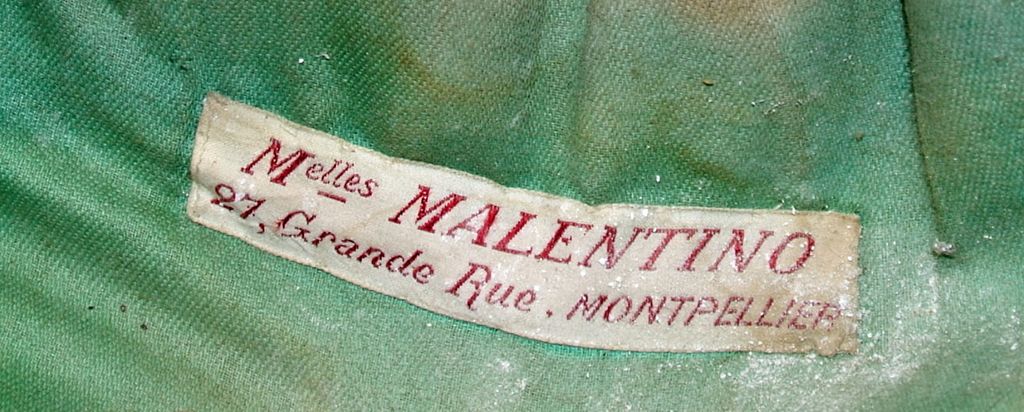 Melles MALENTINO
27, Grande Rue. MONTPELLIER